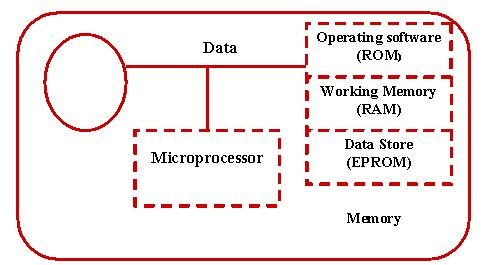 Data
Operating software
(ROM)
Working Memory
(RAM)
Data Store
(EPROM)
Microprocessor
Memory